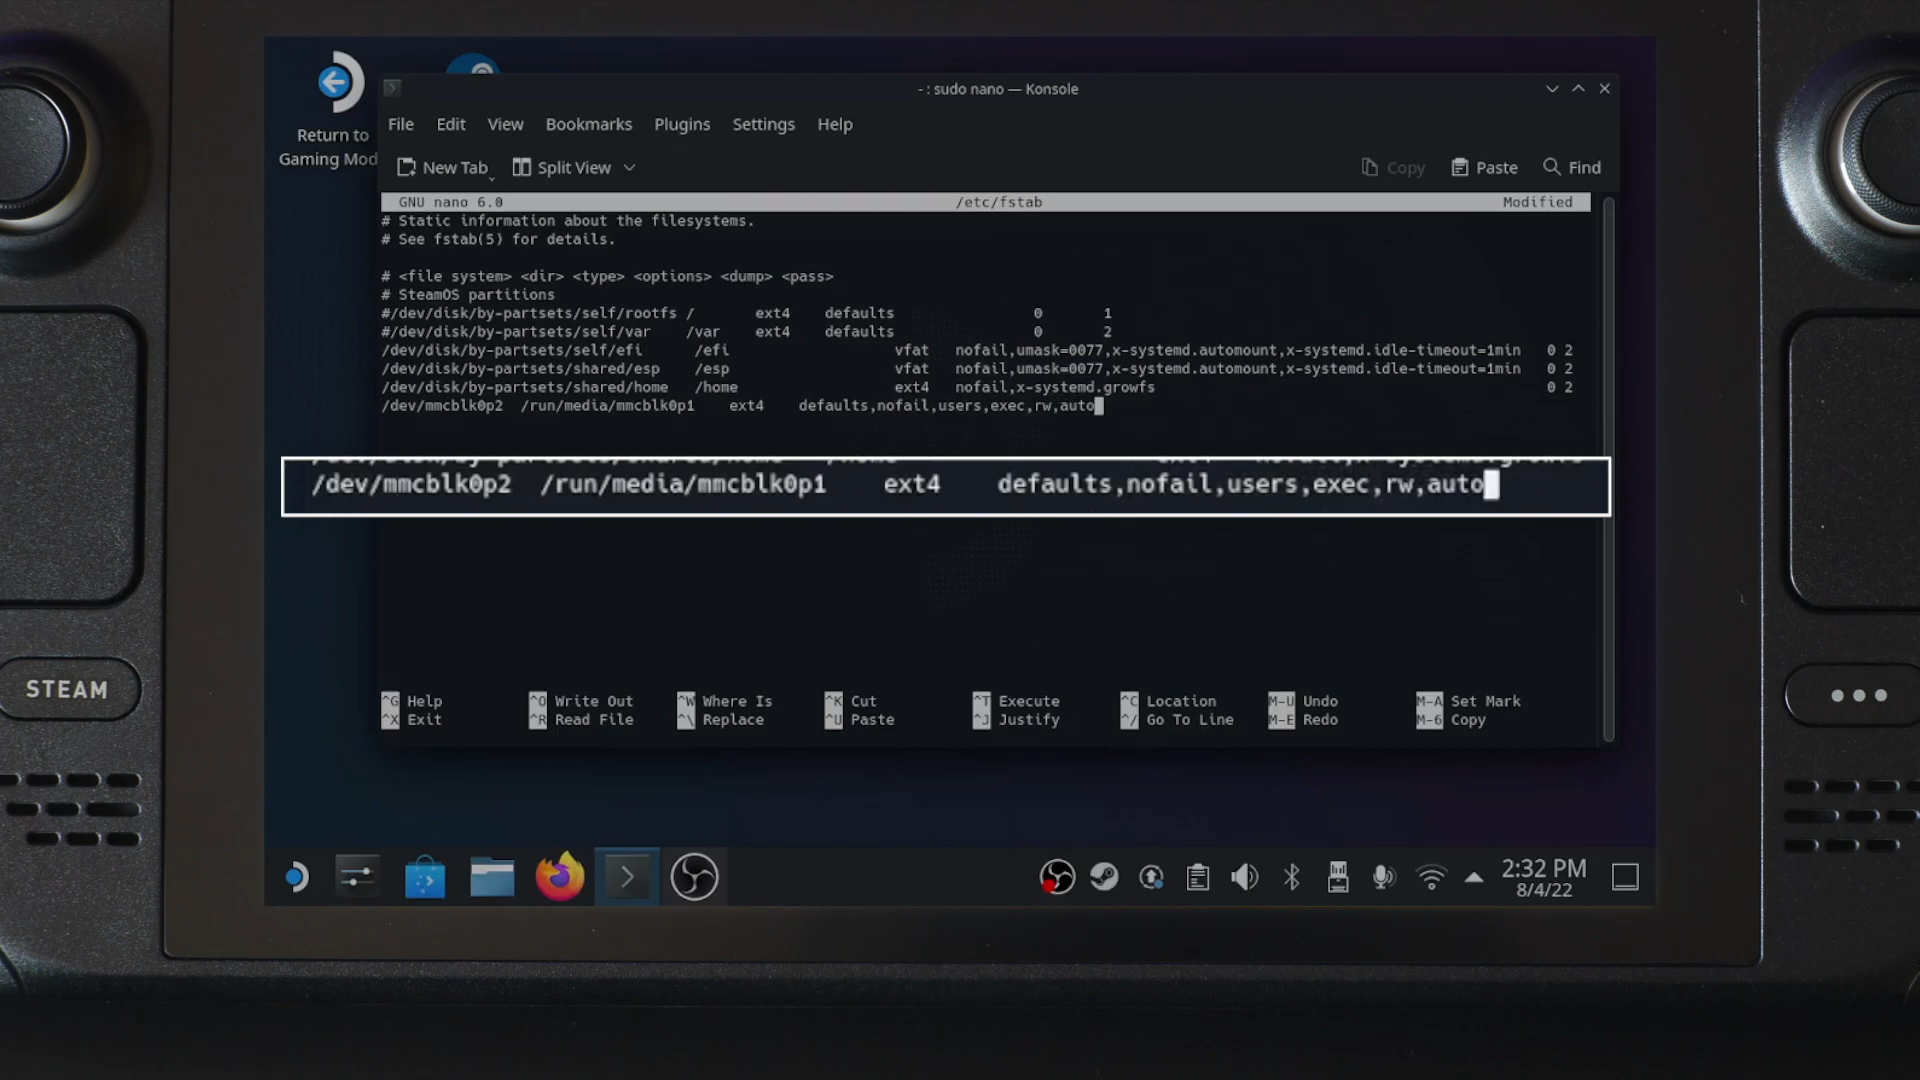 Return to
Gaming Mod
- : sudo nano — Konsole
File Edit View Bookmarks Plugins Settings Help
New Tab Split View Copy Paste Find
GNU nano 6.0 /etc/fstab Modified
# Static information about the filesystems.
# See fstab(5) for details.
# <file system> <dir> <type> <options> <dump> <pass>
# SteamOS partitions
#/dev/disk/by-partsets/self/rootfs / ext4 defaults 0 1
#/dev/disk/by-partsets/self/var /var ext4 defaults 0 2
/dev/disk/by-partsets/self/efi /efi vfat nofail,umask=0077,x-systemd.automount,x-systemd.idle-timeout=1min 0 2
/dev/disk/by-partsets/shared/esp /esp vfat nofail,umask=0077,x-systemd.automount,x-systemd.idle-timeout=1min 0 2
/dev/disk/by-partsets/shared/home /home ext4 nofail,x-systemd.growfs 0 2
/dev/mmcblk0p2 /run/media/mmcblk0p1 ext4 defaults,nofail,users,exec,rw,auto
/dev/mmcblk0p2 /run/media/mmcblk0p1 ext4 defaults,nofail,users,exec,rw,auto
^G Help ^O Write Out ^W Where Is ^K Cut ^T Execute ^C Location M-U Undo M-A Set Mark
^X Exit ^R Read File ^\ Replace ^U Paste ^J Justify ^/ Go To Line M-E Redo M-6 Copy
STEAM
2:32 PM
8/4/22